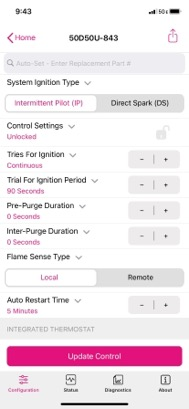 9:43
5G
Home
50D50U-843
Auto-Set - Enter Replacement Part #
System Ignition Type
Intermittent Pilot (IP)
Direct Spark (DS)
Control Settings
Unlocked
Tries For Ignition
Continuous
- | +
Trial For Ignition Period
90 Seconds
- | +
Pre-Purge Duration
0 Seconds
- | +
Inter-Purge Duration
0 Seconds
- | +
Flame Sense Type
Local
Remote
Auto Restart Time
5 Minutes
- | +
INTEGRATED THERMOSTAT
Update Control
Configuration
Status
Diagnostics
About